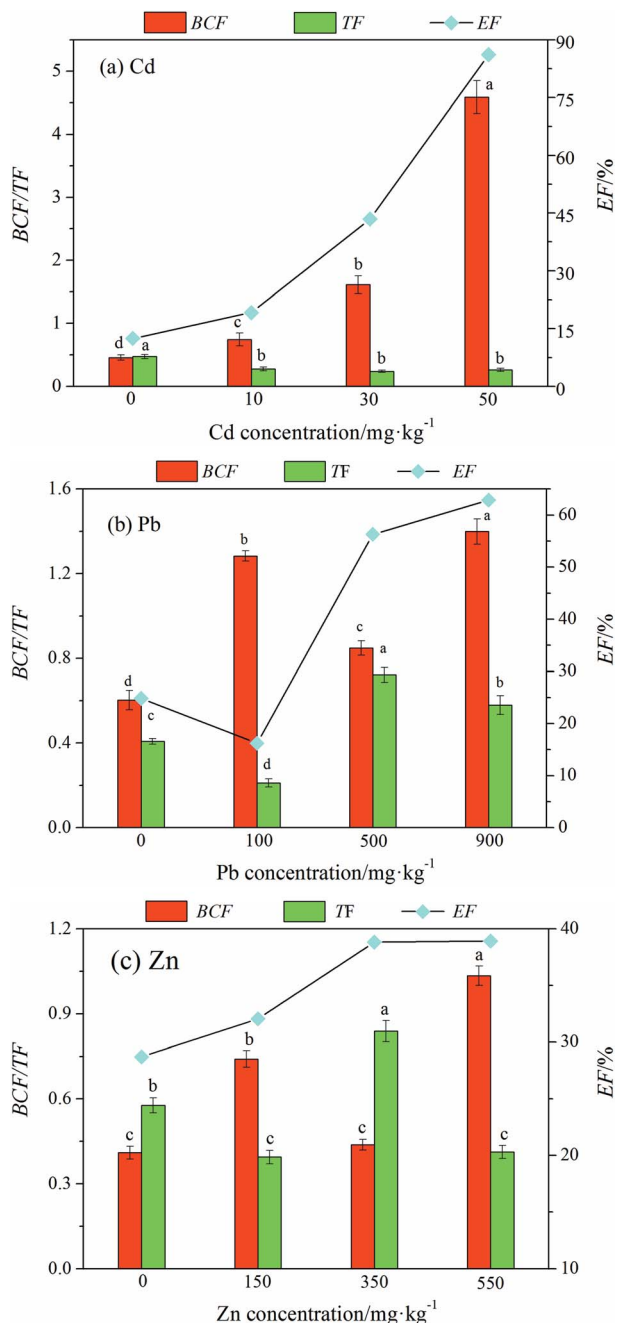 BCF TF EF
(a) Cd
5
4
3
2
1
0
BCF/TF
90
75
60
45
30
15
0
EF/%
d a c b b b a b
0 10 30 50
Cd concentration/mg·kg⁻¹
BCF TF EF
(b) Pb
1.6
1.2
0.8
0.4
0.0
BCF/TF
60
50
40
30
20
10
0
EF/%
d c b d c a a b
0 100 500 900
Pb concentration/mg·kg⁻¹
BCF TF EF
(c) Zn
1.2
0.9
0.6
0.3
0.0
BCF/TF
40
30
20
10
EF/%
c b b c c a a c
0 150 350 550
Zn concentration/mg·kg⁻¹